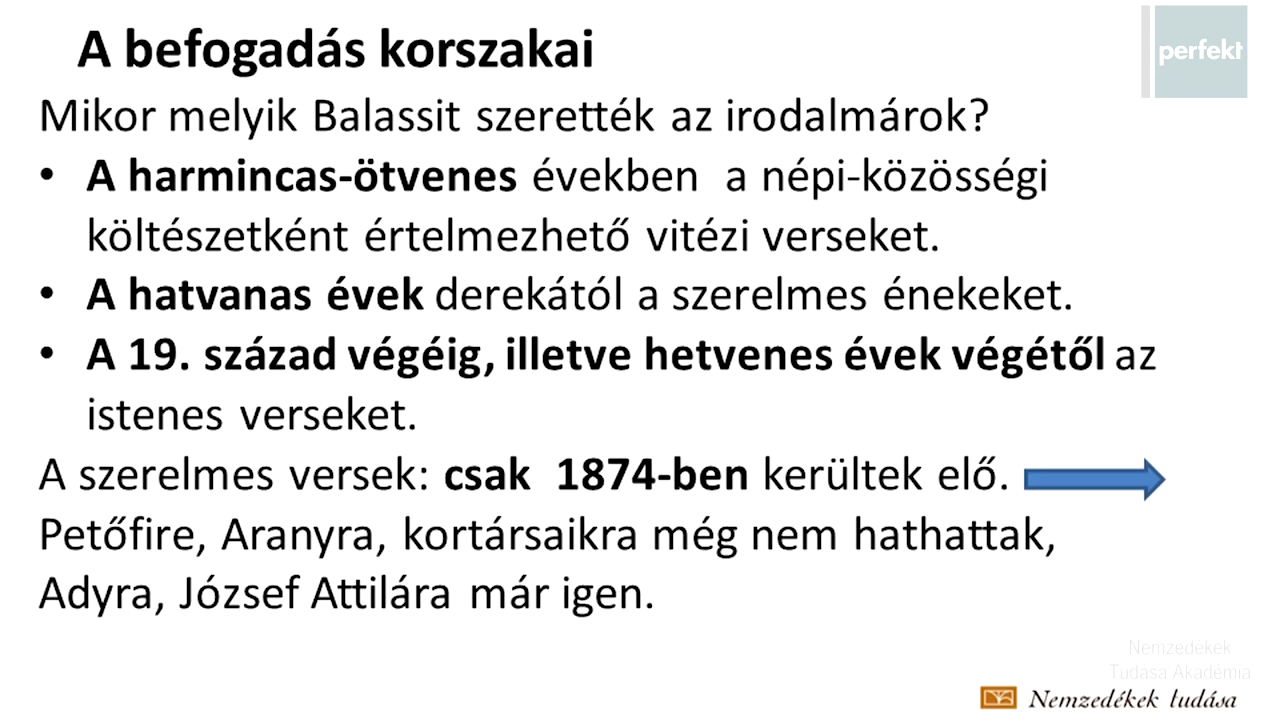 A befogadás korszakai
perfekt
Mikor melyik Balassit szerették az irodalmárok?
• A harmincas-ötvenes években a népi-közösségi
költészetként értelmezhető vitézi verseket.
• A hatvanas évek derekától a szerelmes énekeket.
• A 19. század végéig, illetve hetvenes évek végétől az
istenes verseket.
A szerelmes versek: csak 1874-ben kerültek elő.
Petőfire, Aranyra, kortársaikra még nem hathattak,
Adyra, József Attilára már igen.
Nemzedékek
Tudása Akadémia
Nemzedékek tudása